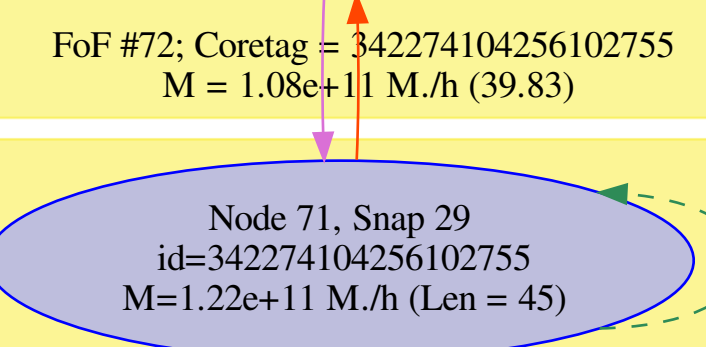 FoF #72; Coretag = 342274104256102755
M = 1.08e+11 M./h (39.83)
Node 71, Snap 29
id=342274104256102755
M=1.22e+11 M./h (Len = 45)